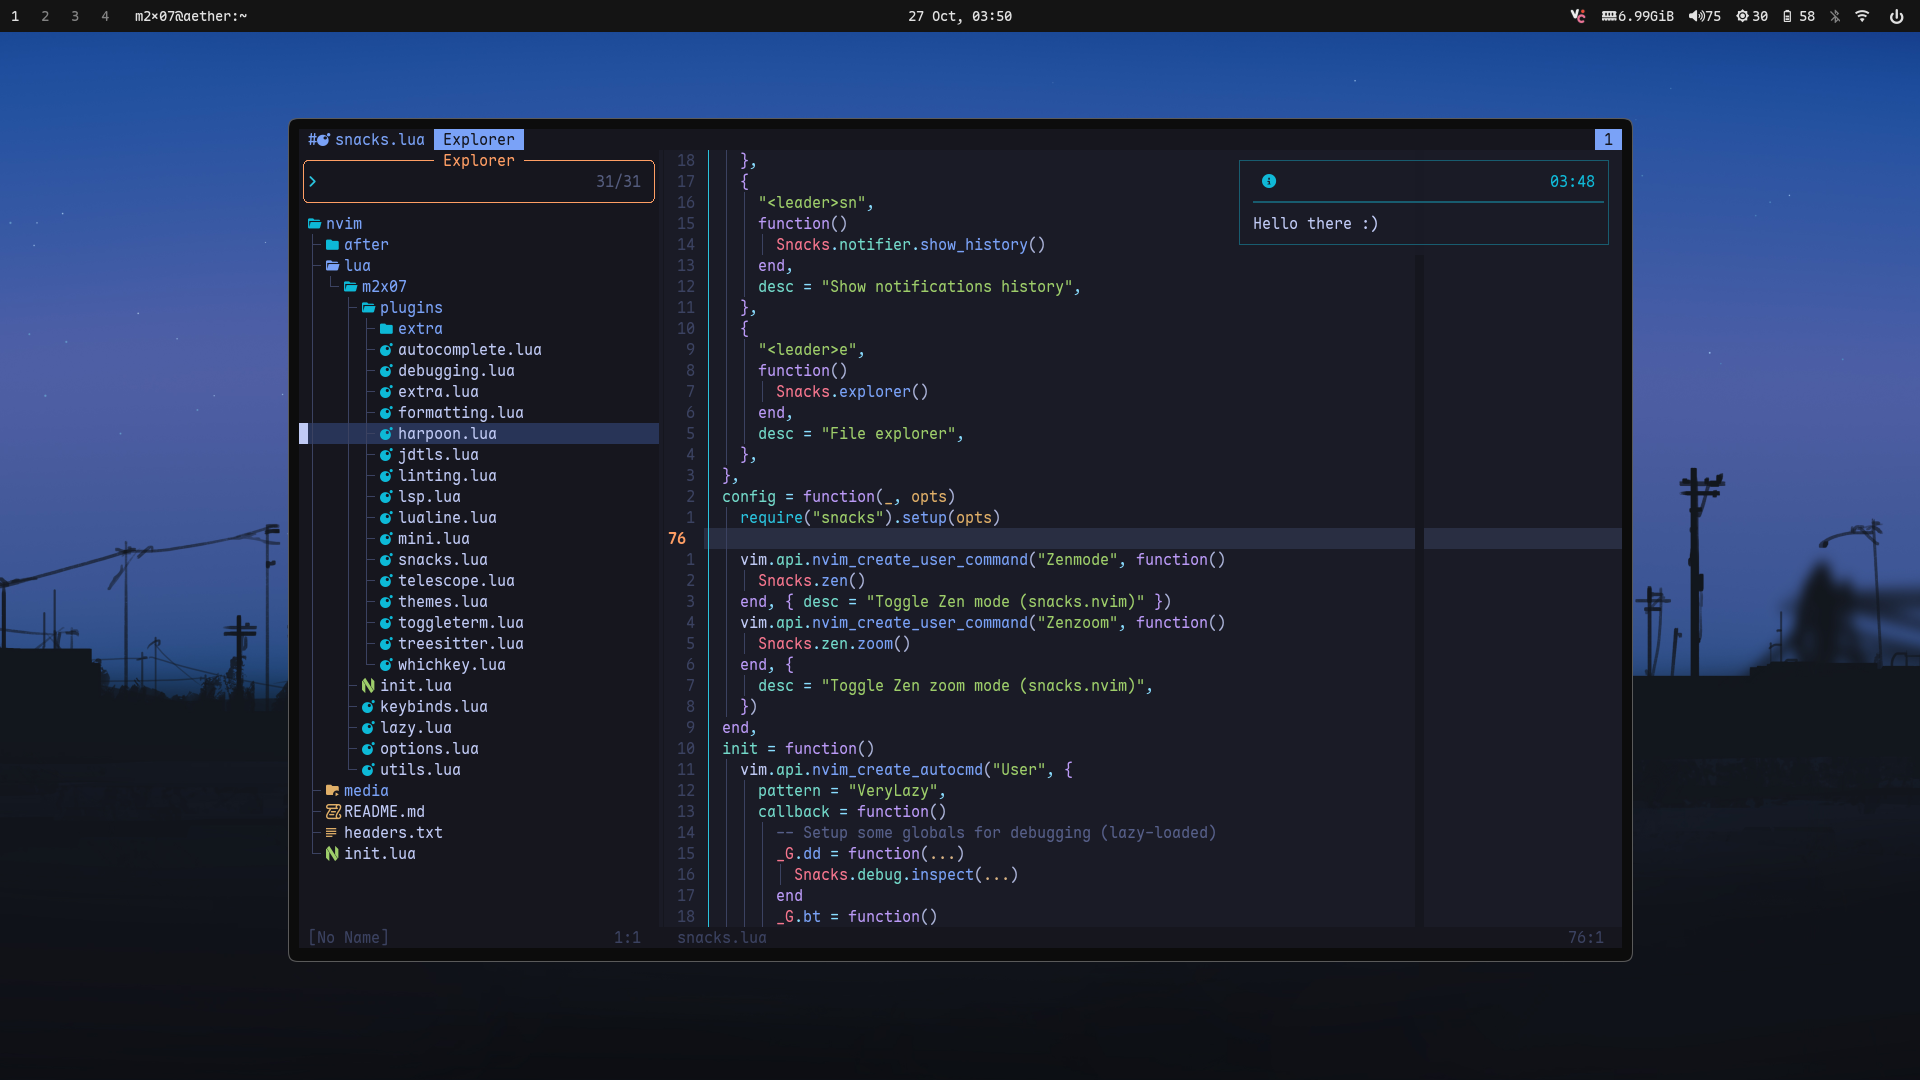 1 2 3 4 m2×07@aether:~
27 Oct, 03:50
6.99GiB 75 30 58
# snacks.lua Explorer 1
Explorer
31/31
nvim
after
lua
m2x07
plugins
extra
autocomplete.lua
debugging.lua
extra.lua
formatting.lua
harpoon.lua
jdtls.lua
linting.lua
lsp.lua
lualine.lua
mini.lua
snacks.lua
telescope.lua
themes.lua
toggleterm.lua
treesitter.lua
whichkey.lua
init.lua
keybinds.lua
lazy.lua
options.lua
utils.lua
media
README.md
headers.txt
init.lua
[No Name] 1:1
18 },
17 {
16 "<leader>sn",
15 function()
14 Snacks.notifier.show_history()
13 end,
12 desc = "Show notifications history",
11 },
10 {
9 "<leader>e",
8 function()
7 Snacks.explorer()
6 end,
5 desc = "File explorer",
4 },
3 },
2 config = function(_, opts)
1 require("snacks").setup(opts)
76
1 vim.api.nvim_create_user_command("Zenmode", function()
2 Snacks.zen()
3 end, { desc = "Toggle Zen mode (snacks.nvim)" })
4 vim.api.nvim_create_user_command("Zenzoom", function()
5 Snacks.zen.zoom()
6 end, {
7 desc = "Toggle Zen zoom mode (snacks.nvim)",
8 })
9 end,
10 init = function()
11 vim.api.nvim_create_autocmd("User", {
12 pattern = "VeryLazy",
13 callback = function()
14 -- Setup some globals for debugging (lazy-loaded)
15 _G.dd = function(...)
16 Snacks.debug.inspect(...)
17 end
18 _G.bt = function()
snacks.lua 76:1
03:48
Hello there :)